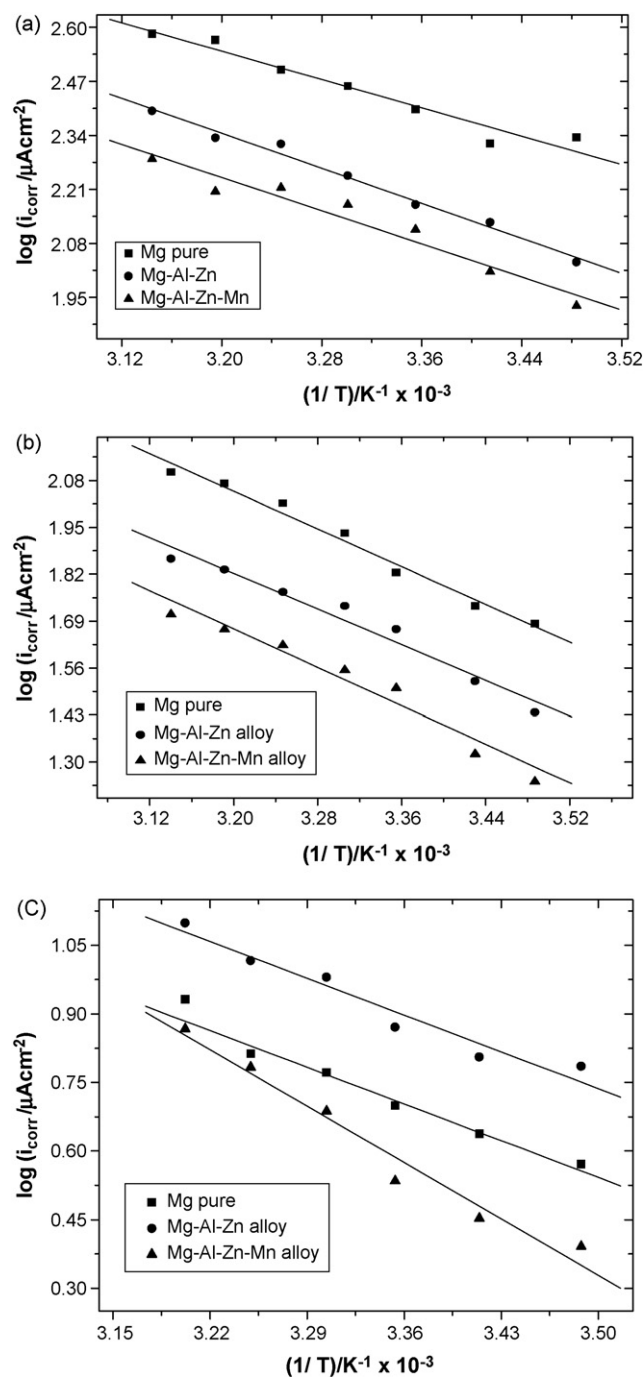 (a)
2.60
2.47
2.34
2.21
2.08
1.95
log (i_corr /μAcm⁻²)
Mg pure
Mg-Al-Zn
Mg-Al-Zn-Mn
3.12 3.20 3.28 3.36 3.44 3.52
(1/ T)/K⁻¹ x 10⁻³
(b)
2.08
1.95
1.82
1.69
1.56
1.43
1.30
log (i_corr /μAcm⁻²)
Mg pure
Mg-Al-Zn alloy
Mg-Al-Zn-Mn alloy
3.12 3.20 3.28 3.36 3.44 3.52
(1/ T)/K⁻¹ x 10⁻³
(C)
1.05
0.90
0.75
0.60
0.45
0.30
log (i_corr /μAcm⁻²)
Mg pure
Mg-Al-Zn alloy
Mg-Al-Zn-Mn alloy
3.15 3.22 3.29 3.36 3.43 3.50
(1/ T)/K⁻¹ x 10⁻³